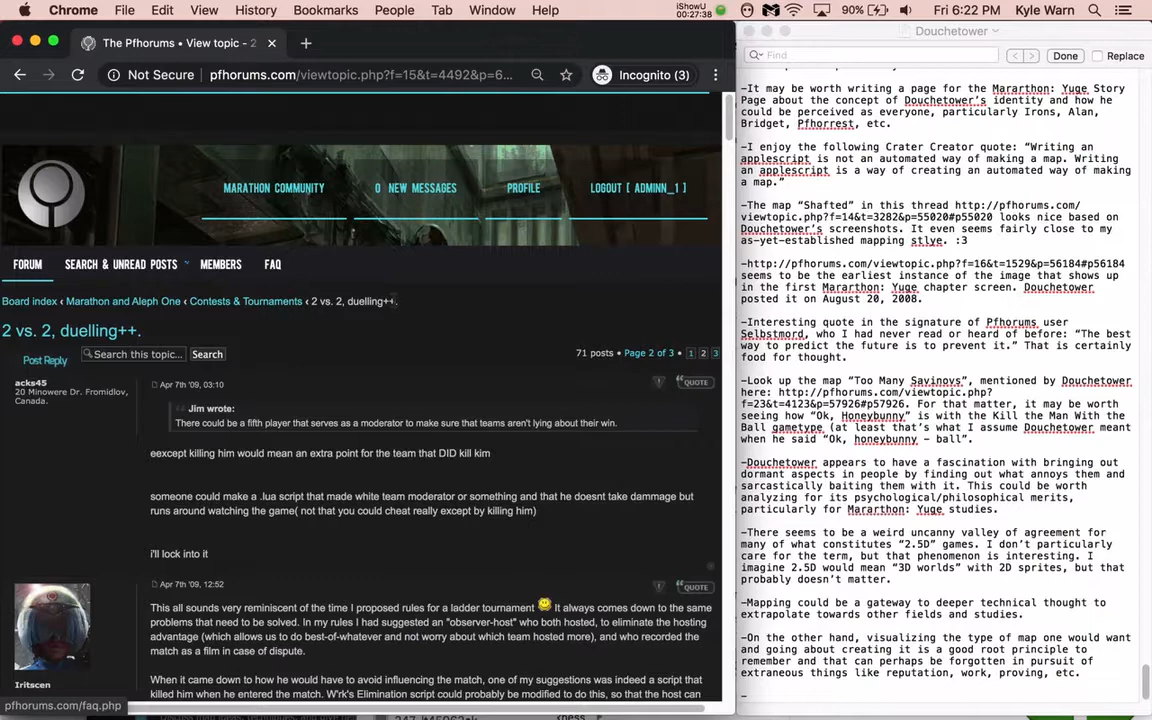 Chrome File Edit View History Bookmarks People Tab Window Help
iShowU
00:27:38
90% Fri 6:22 PM Kyle Warn
The Pfhorums • View topic - 2
Not Secure pfhorums.com/viewtopic.php?f=15&t=4492&p=6...
Incognito (3)
MARATHON COMMUNITY 0 NEW MESSAGES PROFILE LOGOUT [ ADMINN_1 ]
FORUM SEARCH & UNREAD POSTS MEMBERS FAQ
Board index ‹ Marathon and Aleph One ‹ Contests & Tournaments ‹ 2 vs. 2, duelling++.
2 vs. 2, duelling++.
Post Reply Search this topic... Search
71 posts • Page 2 of 3 • 1 2 3
acks45
20 Minowere Dr. Fromidlov,
Canada.
Apr 7th '09, 03:10
QUOTE
Jim wrote:
There could be a fifth player that serves as a moderator to make sure that teams aren't lying about their win.
eexcept killing him would mean an extra point for the team that DID kill kim
someone could make a .lua script that made white team moderator or something and that he doesnt take dammage but
runs around watching the game( not that you could cheat really except by killing him)
i'll lock into it
Apr 7th '09, 12:52
QUOTE
This all sounds very reminiscent of the time I proposed rules for a ladder tournament It always comes down to the same
problems that need to be solved. In my rules I had suggested an "observer-host" who both hosted, to eliminate the hosting
advantage (which allows us to do best-of-whatever and not worry about which team hosted more), and who recorded the
match as a film in case of dispute.
Iritscen
When it came down to how he would have to avoid influencing the match, one of my suggestions was indeed a script that
killed him when he entered the match. W'rk's Elimination script could probably be modified to do this, so that the host can
pfhorums.com/faq.php
Douchetower
Find Done Replace
-It may be worth writing a page for the Mararthon: Yuge Story
Page about the concept of Douchetower's identity and how he
could be perceived as everyone, particularly Irons, Alan,
Bridget, Pfhorrest, etc.
-I enjoy the following Crater Creator quote: "Writing an
applescript is not an automated way of making a map. Writing
an applescript is a way of creating an automated way of making
a map."
-The map "Shafted" in this thread http://pfhorums.com/
viewtopic.php?f=14&t=3282&p=55020#p55020 looks nice based on
Douchetower's screenshots. It even seems fairly close to my
as-yet-established mapping stlye. :3
-http://pfhorums.com/viewtopic.php?f=16&t=1529&p=56184#p56184
seems to be the earliest instance of the image that shows up
in the first Mararthon: Yuge chapter screen. Douchetower
posted it on August 20, 2008.
-Interesting quote in the signature of Pfhorums user
Selbstmord, who I had never read or heard of before: "The best
way to predict the future is to prevent it." That is certainly
food for thought.
-Look up the map "Too Many Savinovs", mentioned by Douchetower
here: http://pfhorums.com/viewtopic.php?
f=23&t=4123&p=57926#p57926. For that matter, it may be worth
seeing how "Ok, Honeybunny" is with the Kill the Man With the
Ball gametype (at least that's what I assume Douchetower meant
when he said "Ok, honeybunny - ball".
-Douchetower appears to have a fascination with bringing out
dormant aspects in people by finding out what annoys them and
sarcastically baiting them with it. This could be worth
analyzing for its psychological/philosophical merits,
particularly for Mararthon: Yuge studies.
-There seems to be a weird uncanny valley of agreement for
many of what constitutes "2.5D" games. I don't particularly
care for the term, but that phenomenon is interesting. I
imagine 2.5D would mean "3D worlds" with 2D sprites, but that
probably doesn't matter.
-Mapping could be a gateway to deeper technical thought to
extrapolate towards other fields and studies.
-On the other hand, visualizing the type of map one would want
and going about creating it is a good root principle to
remember and that can perhaps be forgotten in pursuit of
extraneous things like reputation, work, proving, etc.
-